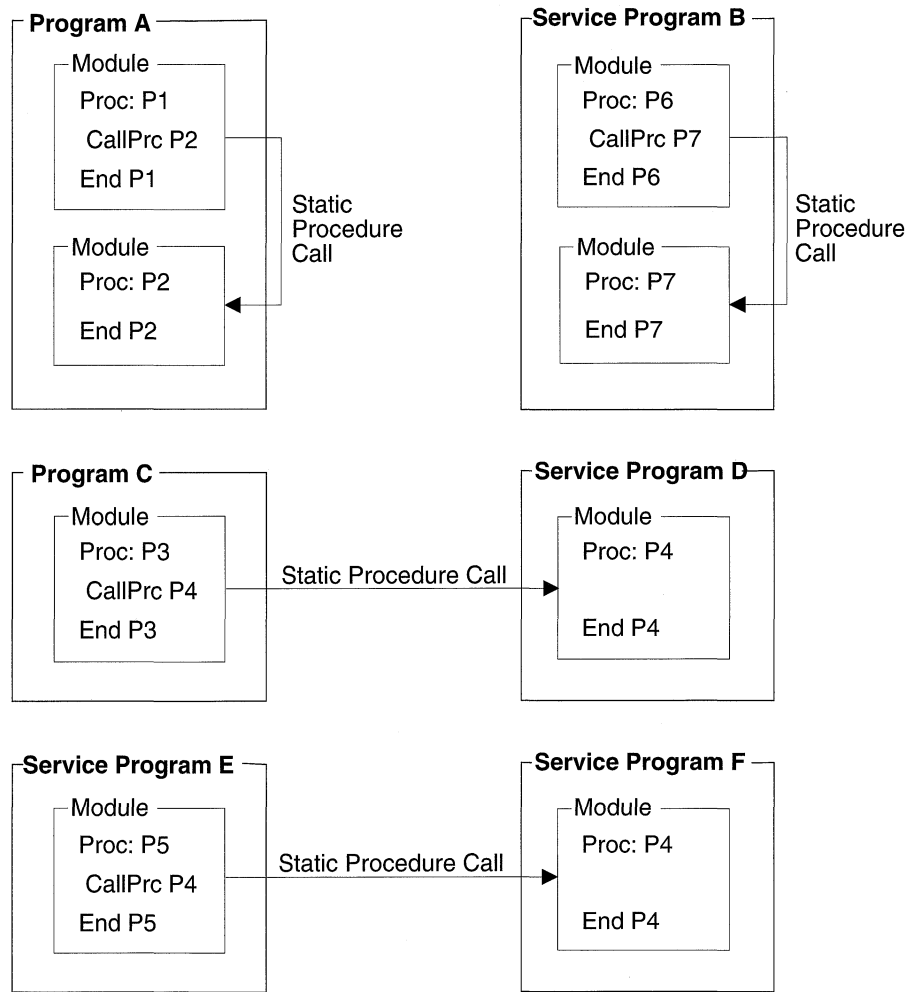 Program A
Module
Proc: P1
CallPrc P2
End P1
Static
Procedure
Call
Module
Proc: P2
End P2
Service Program B
Module
Proc: P6
CallPrc P7
End P6
Static
Procedure
Call
Module
Proc: P7
End P7
Program C
Module
Proc: P3
CallPrc P4
End P3
Static Procedure Call
Service Program D
Module
Proc: P4
End P4
Service Program E
Module
Proc: P5
CallPrc P4
End P5
Static Procedure Call
Service Program F
Module
Proc: P4
End P4